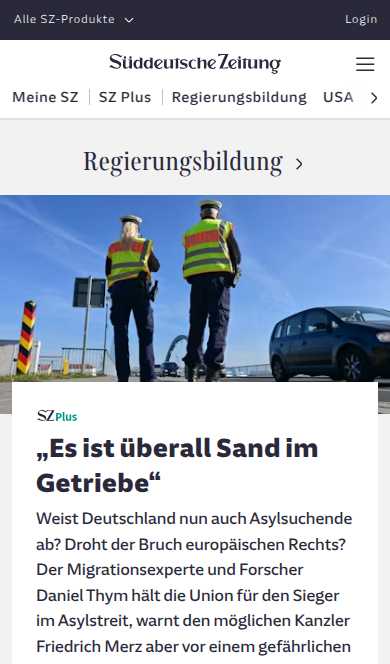 Alle SZ-Produkte
Login
Süddeutsche Zeitung
Meine SZ
SZ Plus
Regierungsbildung
USA
Regierungsbildung
SZ Plus
„Es ist überall Sand im
Getriebe“
Weist Deutschland nun auch Asylsuchende
ab? Droht der Bruch europäischen Rechts?
Der Migrationsexperte und Forscher
Daniel Thym hält die Union für den Sieger
im Asylstreit, warnt den möglichen Kanzler
Friedrich Merz aber vor einem gefährlichen